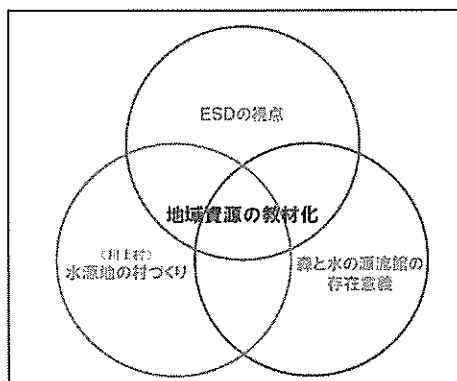 ESDの視点
地域資源の教材化
(川上村)
水源地の村づくり
森と水の源流館の
存在意義